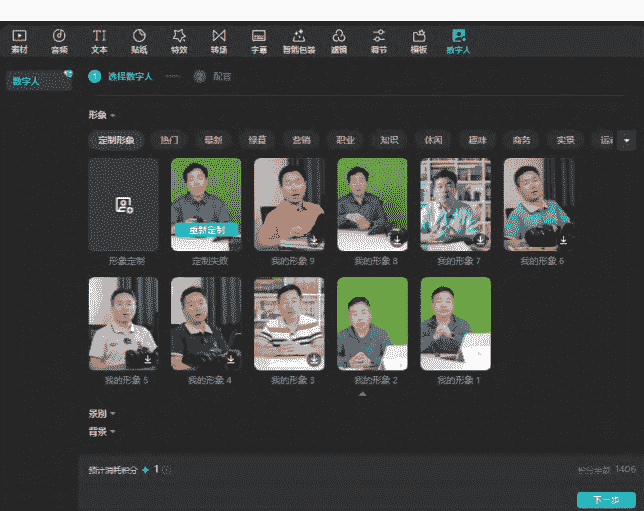 素材 音频 文本 贴纸 特效 转场 字幕 智能包装 滤镜 调节 模板 数字人
数字人
1 选择数字人 2 配音
形象
定制形象 热门 最新 绿幕 营销 职业 知识 休闲 趣味 商务 实景
重新定制
形象定制 定制失败 我的形象 9 我的形象 8 我的形象 7 我的形象 6
我的形象 5 我的形象 4 我的形象 3 我的形象 2 我的形象 1
景别
背景
预计消耗积分 1 积分余额 1406
下一步